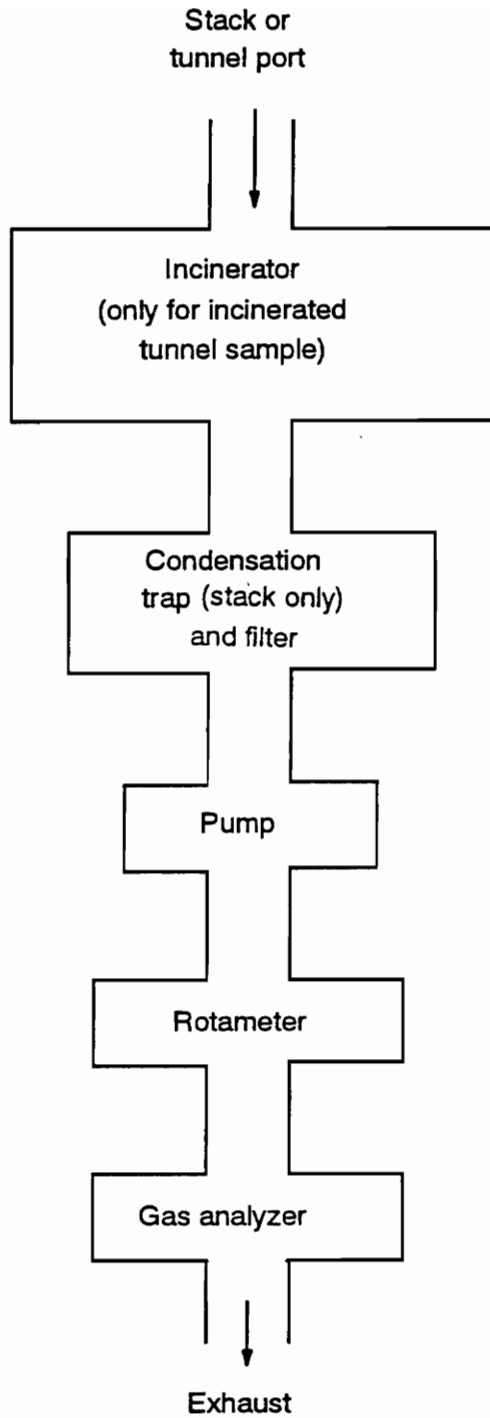 Stack or
tunnel port
Incinerator
(only for incinerated
tunnel sample)
Condensation
trap (stack only)
and filter
Pump
Rotameter
Gas analyzer
Exhaust